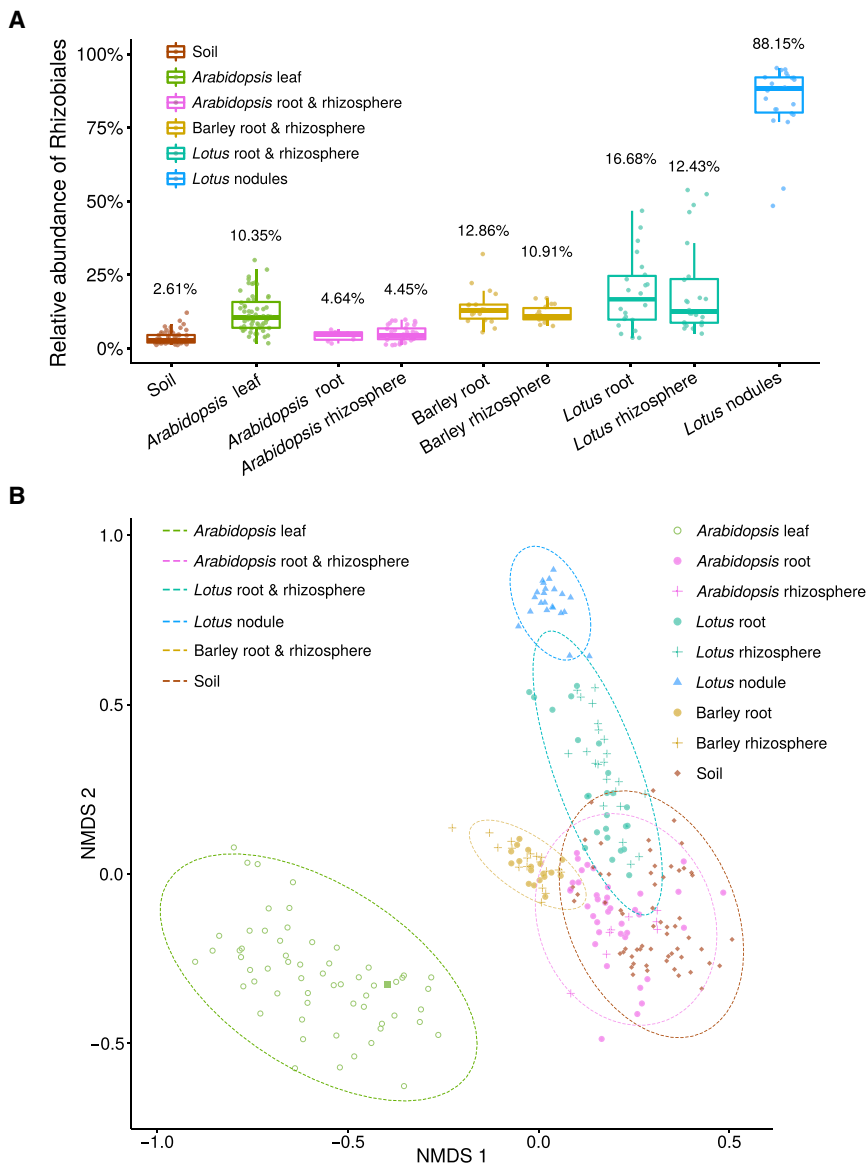 A
Relative abundance of Rhizobiales
100%
75%
50%
25%
0%
Soil
Arabidopsis leaf
Arabidopsis root & rhizosphere
Barley root & rhizosphere
Lotus root & rhizosphere
Lotus nodules
2.61%
10.35%
4.64%
4.45%
12.86%
10.91%
16.68%
12.43%
88.15%
Soil
Arabidopsis leaf
Arabidopsis root
Arabidopsis rhizosphere
Barley root
Barley rhizosphere
Lotus root
Lotus rhizosphere
Lotus nodules
B
NMDS 2
1.0
0.5
0.0
−0.5
Arabidopsis leaf
Arabidopsis root & rhizosphere
Lotus root & rhizosphere
Lotus nodule
Barley root & rhizosphere
Soil
Arabidopsis leaf
Arabidopsis root
Arabidopsis rhizosphere
Lotus root
Lotus rhizosphere
Lotus nodule
Barley root
Barley rhizosphere
Soil
−1.0
−0.5
0.0
0.5
NMDS 1